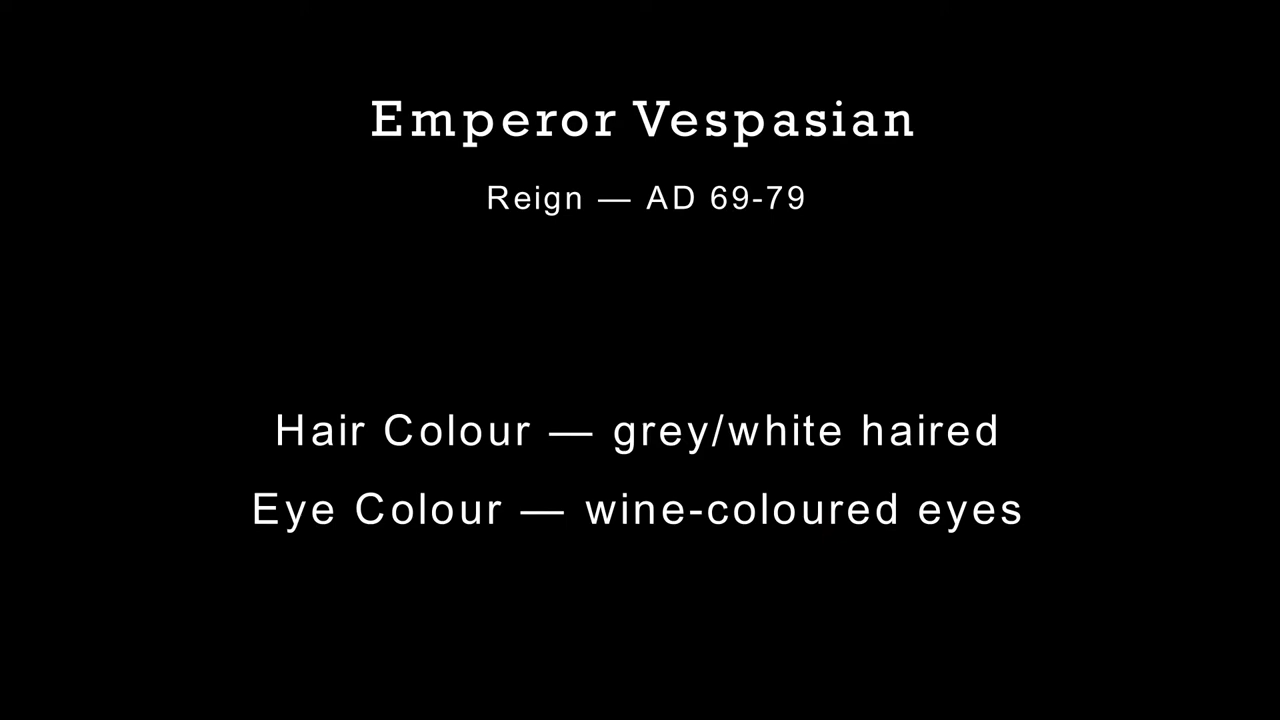 Emperor Vespasian
Reign — AD 69-79
Hair Colour — grey/white haired
Eye Colour — wine-coloured eyes